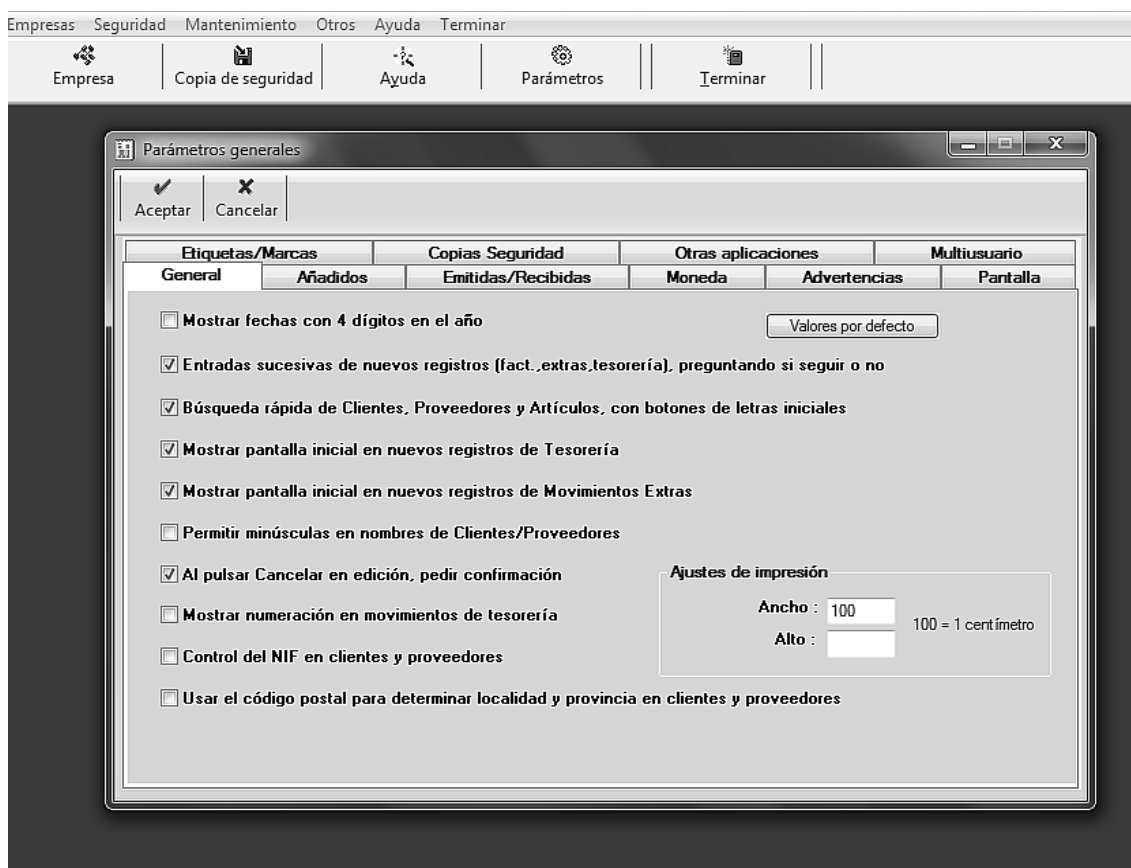 Empresas Seguridad Mantenimiento Otros Ayuda Terminar
Empresa Copia de seguridad Ayuda Parámetros Terminar
Parámetros generales
Aceptar Cancelar
Etiquetas/Marcas Copias Seguridad Otras aplicaciones Multiusuario
General Añadidos Emitidas/Recibidas Moneda Advertencias Pantalla
Mostrar fechas con 4 dígitos en el año
Valores por defecto
Entradas sucesivas de nuevos registros (fact.,extras,tesorería), preguntando si seguir o no
Búsqueda rápida de Clientes, Proveedores y Artículos, con botones de letras iniciales
Mostrar pantalla inicial en nuevos registros de Tesorería
Mostrar pantalla inicial en nuevos registros de Movimientos Extras
Permitir minúsculas en nombres de Clientes/Proveedores
Al pulsar Cancelar en edición, pedir confirmación
Mostrar numeración en movimientos de tesorería
Control del NIF en clientes y proveedores
Usar el código postal para determinar localidad y provincia en clientes y proveedores
Ajustes de impresión
Ancho : 100
Alto :
100 = 1 centímetro